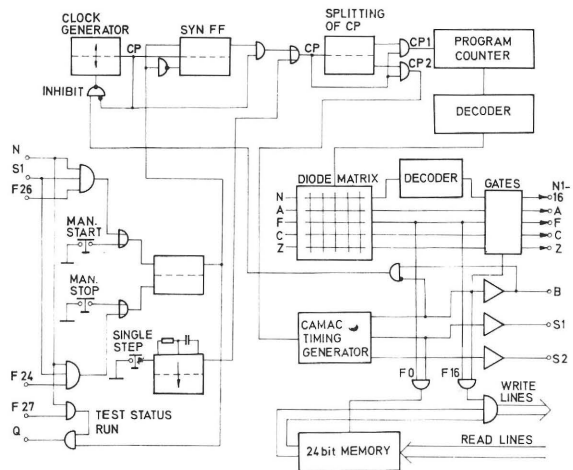 CLOCK
GENERATOR
SYN FF
SPLITTING
OF CP
CP
CP
CP1
CP2
PROGRAM
COUNTER
INHIBIT
DECODER
N
S1
F26
MAN.
START
MAN.
STOP
SINGLE
STEP
F24
F27
TEST STATUS
RUN
Q
DIODE MATRIX
DECODER
GATES
N
A
F
C
Z
N1-
16
A
F
C
Z
B
S1
S2
CAMAC
TIMING
GENERATOR
F0
F16
WRITE
LINES
24bit MEMORY
READ LINES